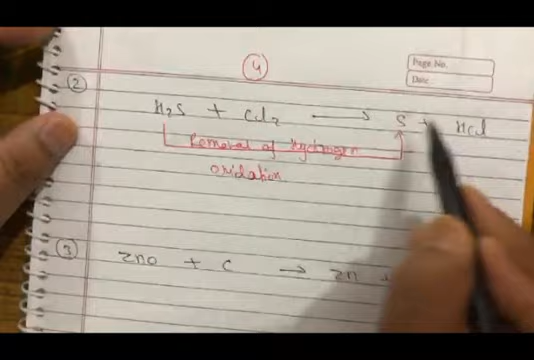 4
Page No.
Date
2
H2S + Cl2 → S + HCl
Removal of Hydrogen
oxidation
3
ZnO + C → Zn +